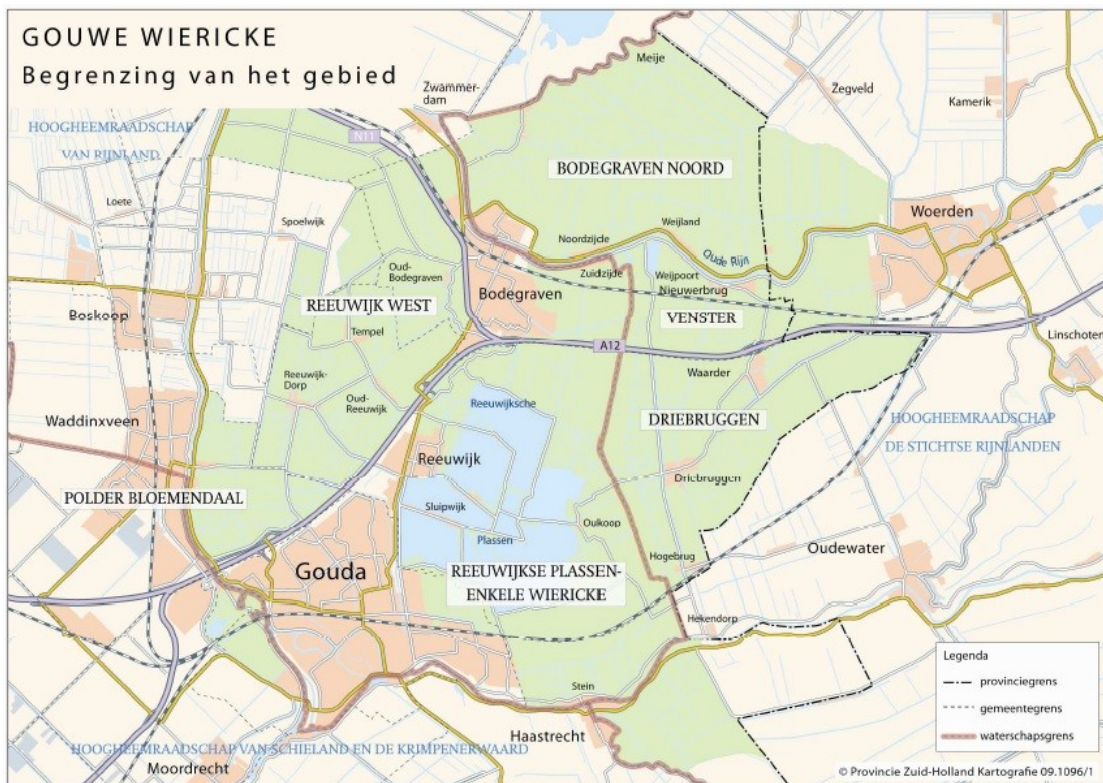 GOUWE WIERICKE
Begrenzing van het gebied
Meije
Zwammer-
dam
Zegveld
Kamerik
N11
HOOGHEEMRAADSCHAP
VAN RIJNLAND
BODEGRAVEN NOORD
Loete
Spoelwijk
Woerden
Weijland
Noordzijde
Oude Rijn
Oud-
Bodegraven
Zuidzijde
Weijpoort
Nieuwerbrug
Bodegraven
REEUWIJK WEST
VENSTER
Boskoop
Tempel
A12
Linschoten
Reeuwijk-
Dorp
Waarder
Oud-
Reeuwijk
Reeuwijksche
Waddinxveen
DRIEBRUGGEN
HOOGHEEMRAADSCHAP
DE STICHTSE RIJNLANDEN
Reeuwijk
Driebruggen
POLDER BLOEMENDAAL
Sluipwijk
Oukoop
Plassen
Hogebrug
Oudewater
Gouda
REEUWIJKSE PLASSEN-
ENKELE WIERICKE
Hekendorp
Legenda
provinciegrens
gemeentegrens
waterschapsgrens
Stein
Haastrecht
HOOGHEEMRAADSCHAP VAN SCHIELAND EN DE KRIMPENERWAARD
Moordrecht
© Provincie Zuid-Holland Kartografie 09.1096/1